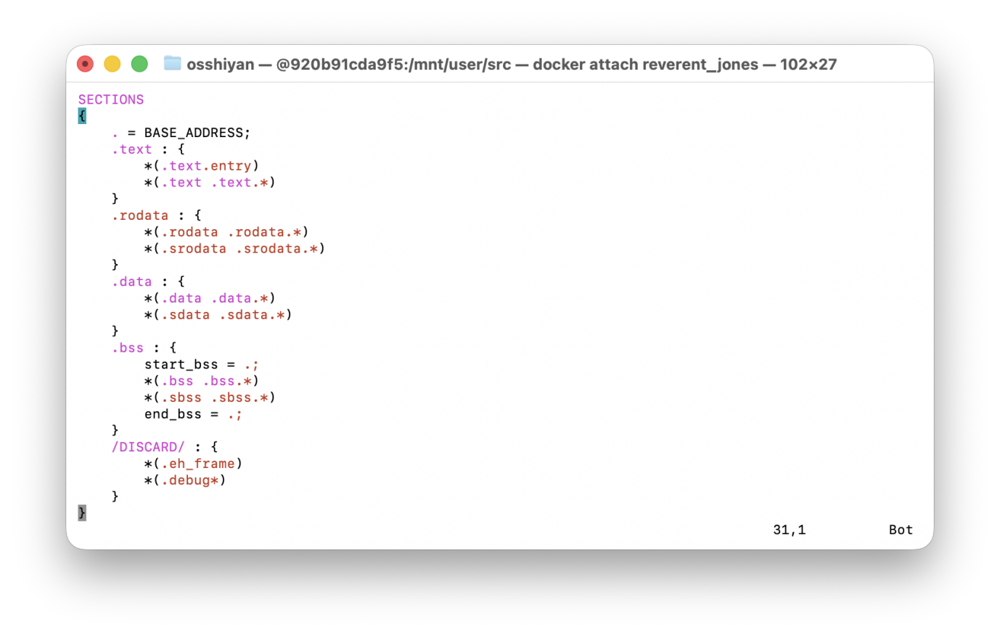 osshiyan — @920b91cda9f5:/mnt/user/src — docker attach reverent_jones — 102×27
SECTIONS
{
    . = BASE_ADDRESS;
    .text : {
        *(.text.entry)
        *(.text .text.*)
    }
    .rodata : {
        *(.rodata .rodata.*)
        *(.srodata .srodata.*)
    }
    .data : {
        *(.data .data.*)
        *(.sdata .sdata.*)
    }
    .bss : {
        start_bss = .;
        *(.bss .bss.*)
        *(.sbss .sbss.*)
        end_bss = .;
    }
    /DISCARD/ : {
        *(.eh_frame)
        *(.debug*)
    }
}
31,1 Bot